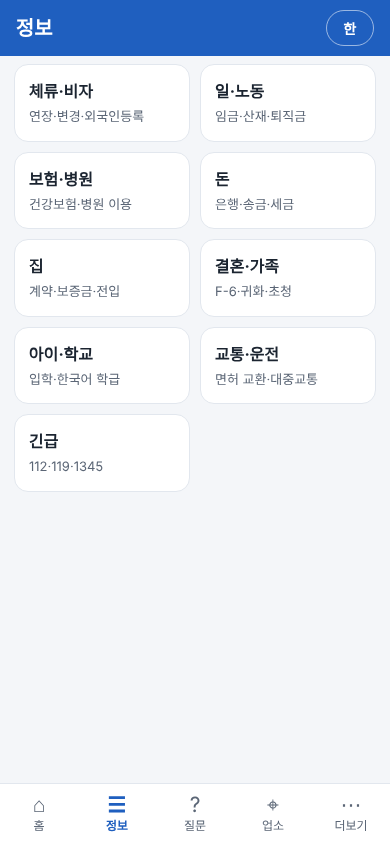 정보
한
체류·비자
연장·변경·외국인등록
일·노동
임금·산재·퇴직금
보험·병원
건강보험·병원 이용
돈
은행·송금·세금
집
계약·보증금·전입
결혼·가족
F-6·귀화·초청
아이·학교
입학·한국어 학급
교통·운전
면허 교환·대중교통
긴급
112·119·1345
홈
정보
?
질문
업소
더보기